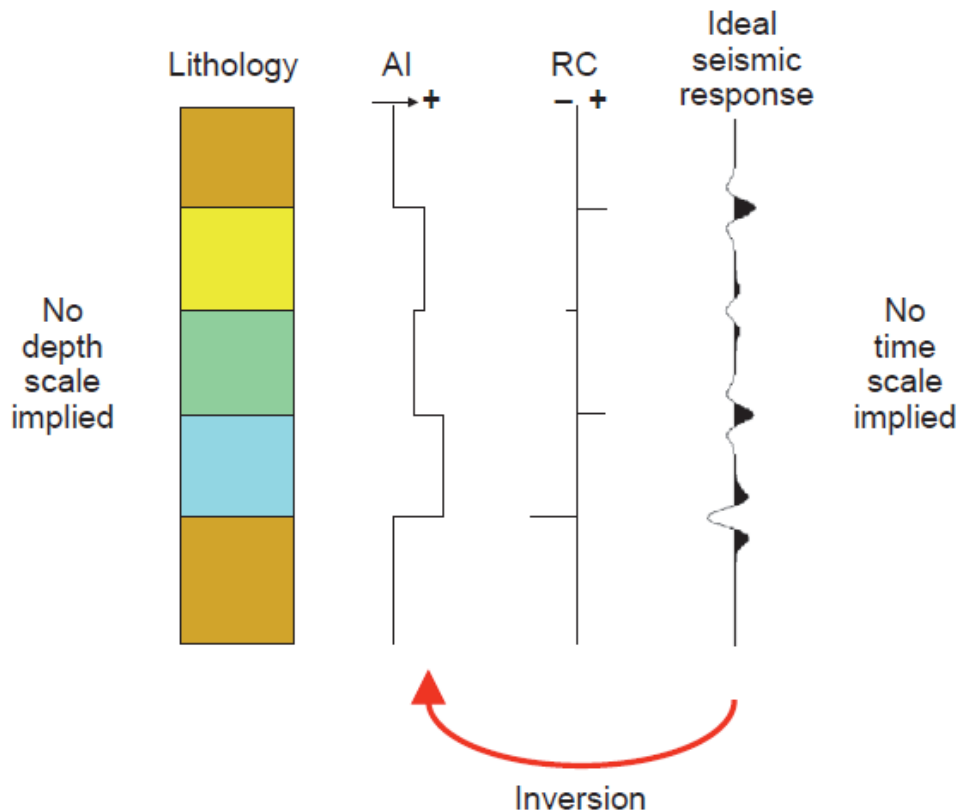 Lithology
AI
+
RC
– +
Ideal
seismic
response
No
depth
scale
implied
No
time
scale
implied
Inversion